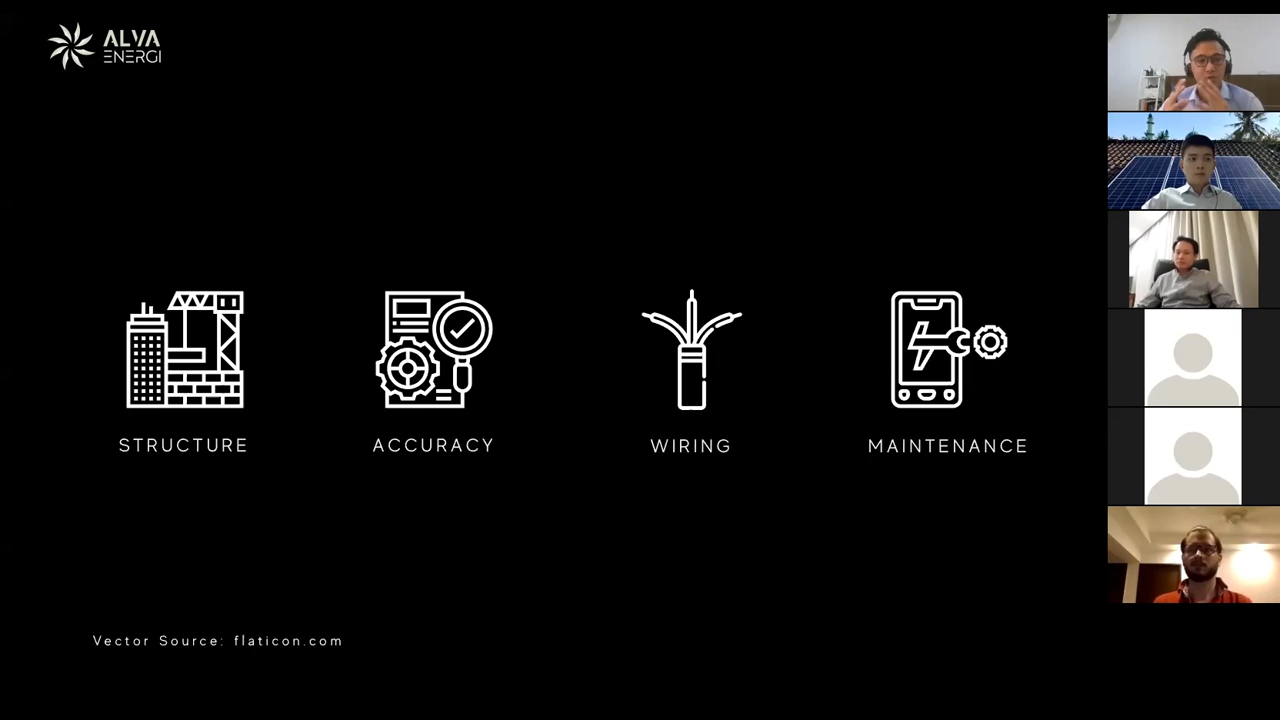 ALVA
ENERGI
STRUCTURE
ACCURACY
WIRING
MAINTENANCE
Vector Source: flaticon.com